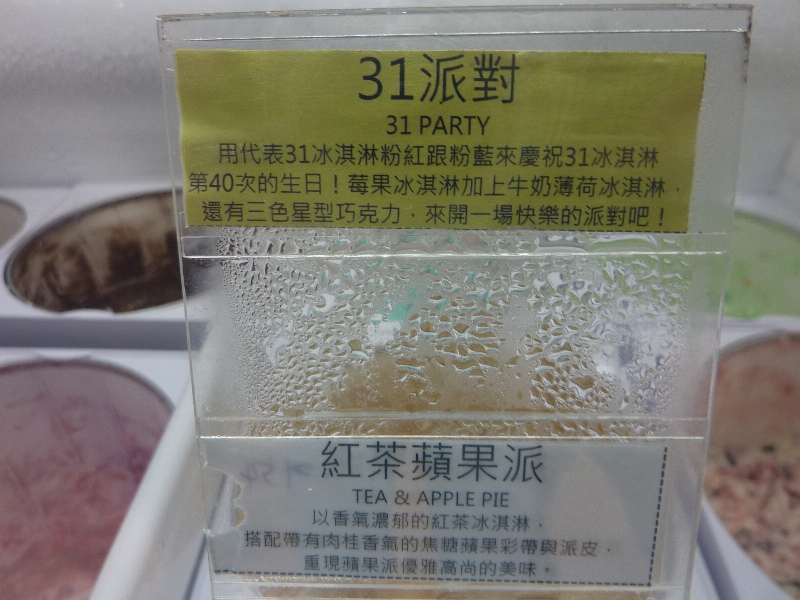 31派對
31 PARTY
用代表31冰淇淋粉紅跟粉藍來慶祝31冰淇淋
第40次的生日！莓果冰淇淋加上牛奶薄荷冰淇淋，
還有三色星型巧克力，來開一場快樂的派對吧！
紅茶蘋果派
TEA & APPLE PIE
以香氣濃郁的紅茶冰淇淋，
搭配帶有肉桂香氣的焦糖蘋果彩帶與派皮，
重現蘋果派優雅高尚的美味。